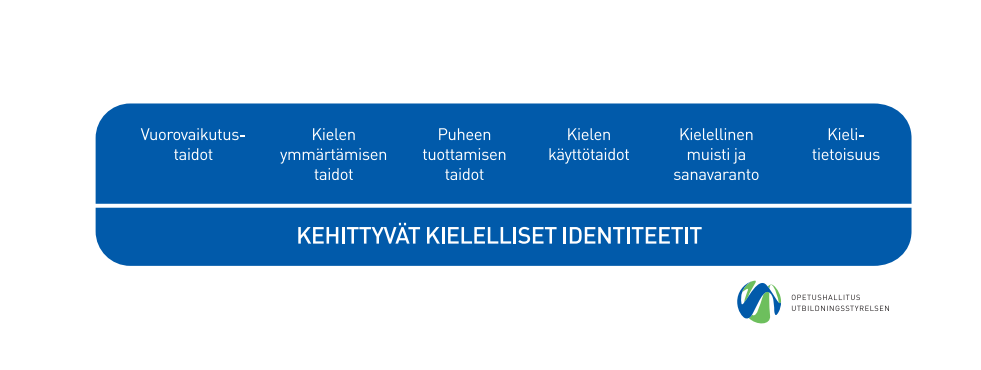 Vuorovaikutus-
taidot
Kielen
ymmärtämisen
taidot
Puheen
tuottamisen
taidot
Kielen
käyttötaidot
Kielellinen
muisti ja
sanavaranto
Kieli-
tietoisuus
KEHITTYVÄT KIELELLISET IDENTITEETIT
OPETUSHALLITUS
UTBILDNINGSSTYRELSEN